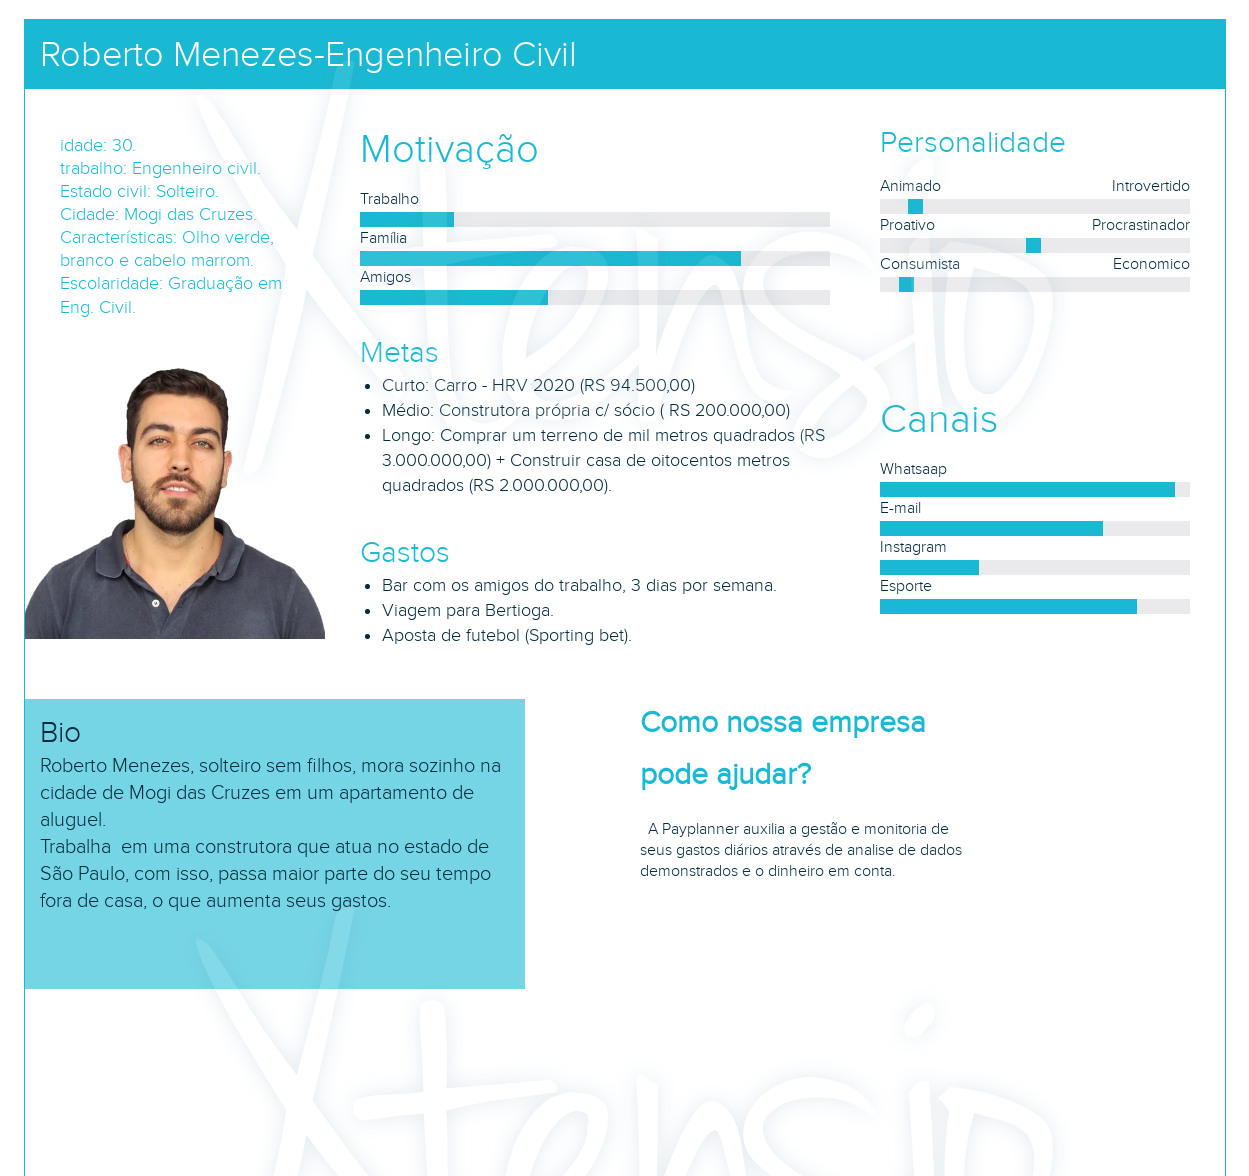 Roberto Menezes-Engenheiro Civil
idade: 30.
trabalho: Engenheiro civil.
Estado civil: Solteiro.
Cidade: Mogi das Cruzes.
Características: Olho verde,
branco e cabelo marrom.
Escolaridade: Graduação em
Eng. Civil.
Motivação
Trabalho
Família
Amigos
Metas
Curto: Carro - HRV 2020 (RS 94.500,00)
Médio: Construtora própria c/ sócio ( RS 200.000,00)
Longo: Comprar um terreno de mil metros quadrados (RS
3.000.000,00) + Construir casa de oitocentos metros
quadrados (RS 2.000.000,00).
Gastos
Bar com os amigos do trabalho, 3 dias por semana.
Viagem para Bertioga.
Aposta de futebol (Sporting bet).
Personalidade
Animado Introvertido
Proativo Procrastinador
Consumista Economico
Canais
Whatsaap
E-mail
Instagram
Esporte
Bio
Roberto Menezes, solteiro sem filhos, mora sozinho na
cidade de Mogi das Cruzes em um apartamento de
aluguel.
Trabalha  em uma construtora que atua no estado de
São Paulo, com isso, passa maior parte do seu tempo
fora de casa, o que aumenta seus gastos.
Como nossa empresa
pode ajudar?
A Payplanner auxilia a gestão e monitoria de
seus gastos diários através de analise de dados
demonstrados e o dinheiro em conta.
Xtensio
Xtensio